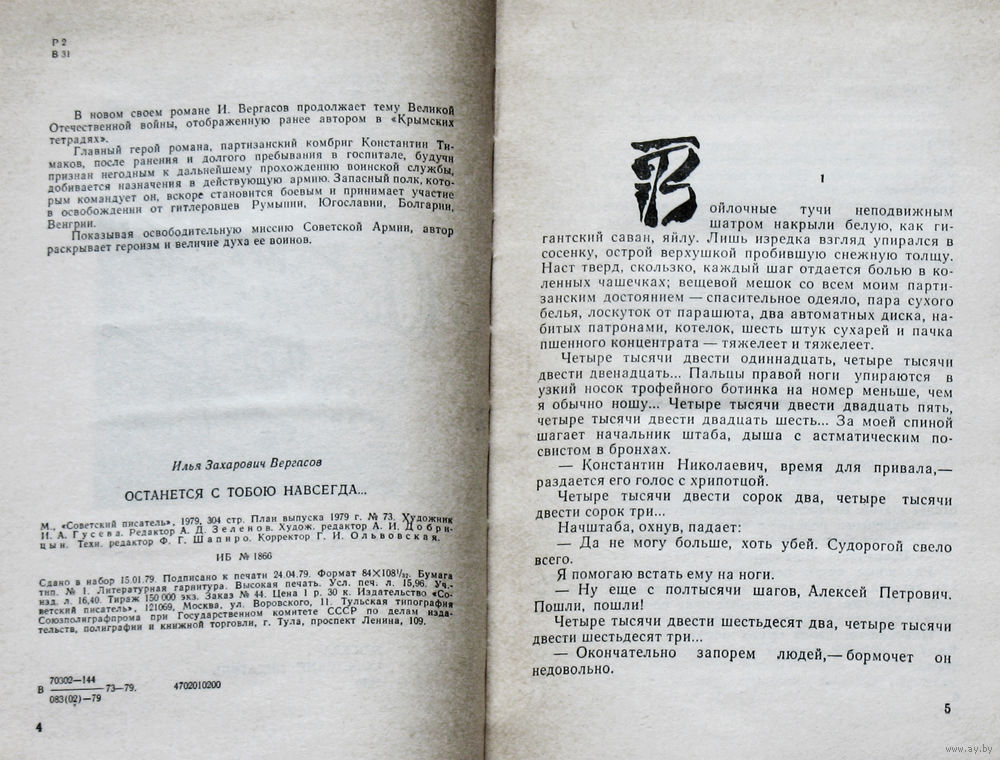 Р 2
В 31
В новом своем романе И. Вергасов продолжает тему Великой
Отечественной войны, отображенную ранее автором в «Крымских
тетрадях».
Главный герой романа, партизанский комбриг Константин Ти-
маков, после ранения и долгого пребывания в госпитале, будучи
признан негодным к дальнейшему прохождению воинской службы,
добивается назначения в действующую армию. Запасный полк, кото-
рым командует он, вскоре становится боевым и принимает участие
в освобождении от гитлеровцев Румынии, Югославии, Болгарии,
Венгрии.
Показывая освободительную миссию Советской Армии, автор
раскрывает героизм и величие духа ее воинов.
Илья Захарович Вергасов
ОСТАНЕТСЯ С ТОБОЮ НАВСЕГДА...
М., «Советский писатель», 1979, 304 стр. План выпуска 1979 г. № 73. Художник
И. А. Гусева. Редактор А. Д. Зеленов. Худож. редактор А. И. Добри-
цын. Техн. редактор Ф. Г. Шапиро. Корректор Г. И. Ольвовская.
ИБ № 1866
Сдано в набор 15.01.79. Подписано к печати 24.04.79. Формат 84×108¹/₃₂. Бумага
тип. № 1. Литературная гарнитура. Высокая печать. Усл. печ. л. 15,96. Уч.-
изд. л. 16,40. Тираж 150 000 экз. Заказ № 44. Цена 1 р. 30 к. Издательство «Со-
ветский писатель», 121069, Москва, ул. Воровского, 11. Тульская типография
Союзполиграфпрома при Государственном комитете СССР по делам изда-
тельств, полиграфии и книжной торговли, г. Тула, проспект Ленина, 109.
70302—144
В 73—79. 4702010200
083(02)—79
4
1
Войлочные тучи неподвижным
шатром накрыли белую, как ги-
гантский саван, яйлу. Лишь изредка взгляд упирался в
сосенку, острой верхушкой пробившую снежную толщу.
Наст тверд, скользко, каждый шаг отдается болью в ко-
ленных чашечках; вещевой мешок со всем моим парти-
занским достоянием — спасительное одеяло, пара сухого
белья, лоскуток от парашюта, два автоматных диска, на-
битых патронами, котелок, шесть штук сухарей и пачка
пшенного концентрата — тяжелеет и тяжелеет.
Четыре тысячи двести одиннадцать, четыре тысячи
двести двенадцать... Пальцы правой ноги упираются в
узкий носок трофейного ботинка на номер меньше, чем
я обычно ношу... Четыре тысячи двести двадцать пять,
четыре тысячи двести двадцать шесть... За моей спиной
шагает начальник штаба, дыша с астматическим по-
свистом в бронхах.
— Константин Николаевич, время для привала,—
раздается его голос с хрипотцой.
Четыре тысячи двести сорок два, четыре тысячи
двести сорок три...
Начштаба, охнув, падает:
— Да не могу больше, хоть убей. Судорогой свело
всего.
Я помогаю встать ему на ноги.
— Ну еще с полтысячи шагов, Алексей Петрович.
Пошли, пошли!
Четыре тысячи двести шестьдесят два, четыре тысячи
двести шестьдесят три...
— Окончательно запорем людей,— бормочет он
недовольно.
5
www.ay.by